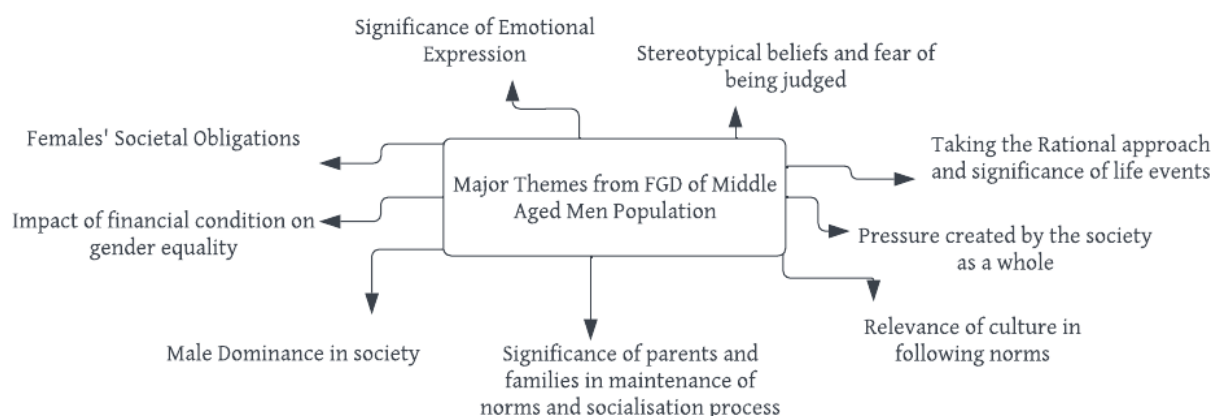 Significance of Emotional
Expression
Stereotypical beliefs and fear of
being judged
Females' Societal Obligations
Taking the Rational approach
and significance of life events
Major Themes from FGD of Middle
Aged Men Population
Impact of financial condition on
gender equality
Pressure created by the society
as a whole
Male Dominance in society
Significance of parents and
families in maintenance of
norms and socialisation process
Relevance of culture in
following norms